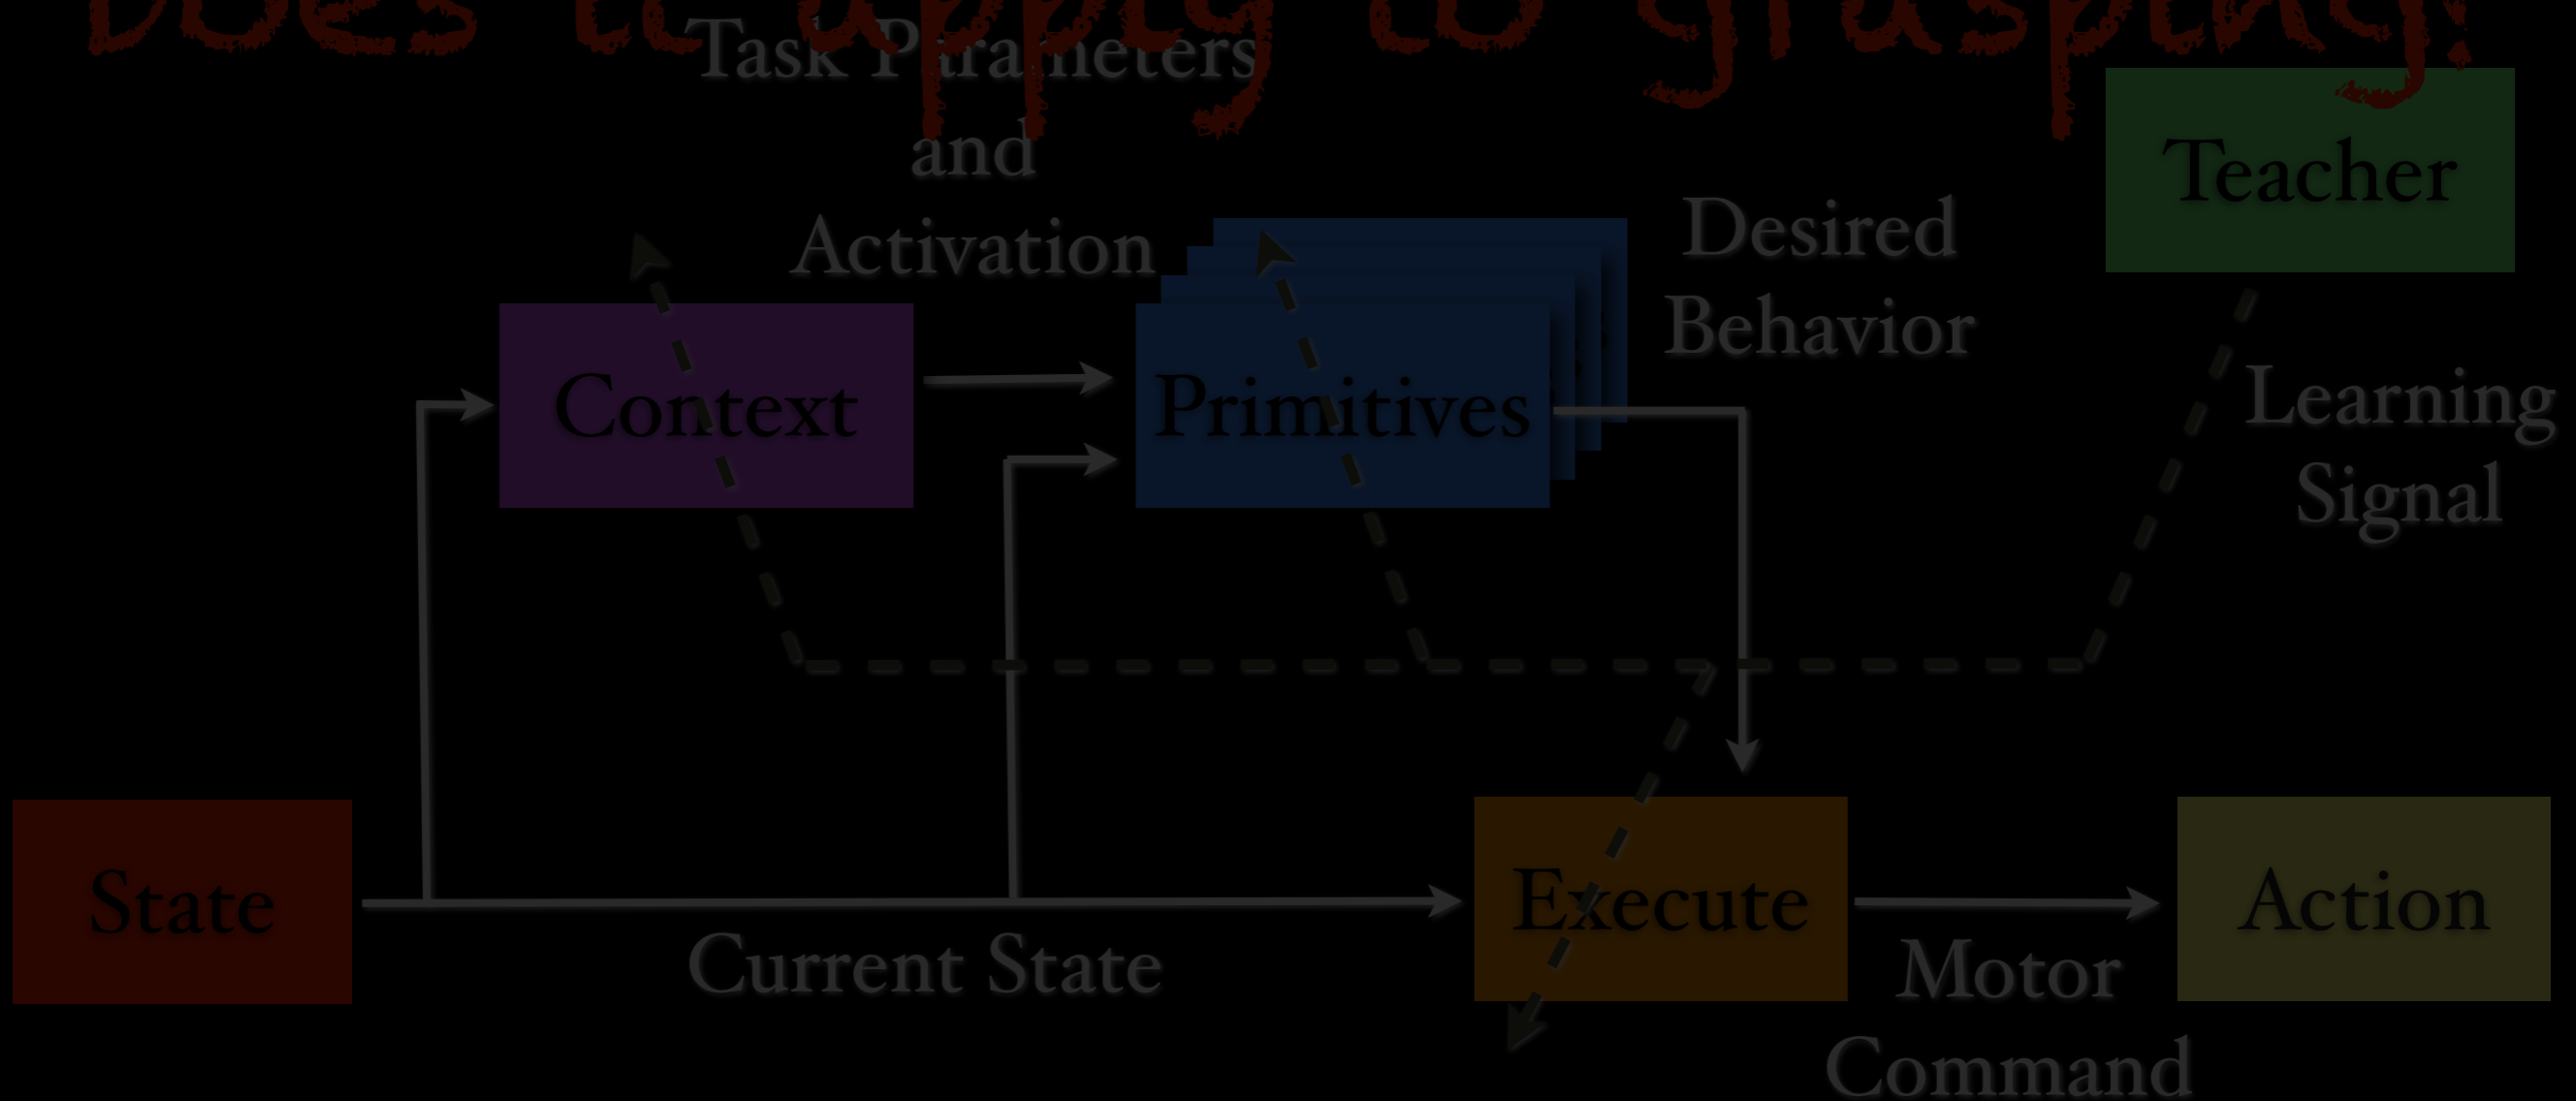 Does it apply to grasping?
Task Parameters
and
Activation
Teacher
Desired
Behavior
Context
Primitives
Learning
Signal
State
Execute
Action
Current State
Motor
Command